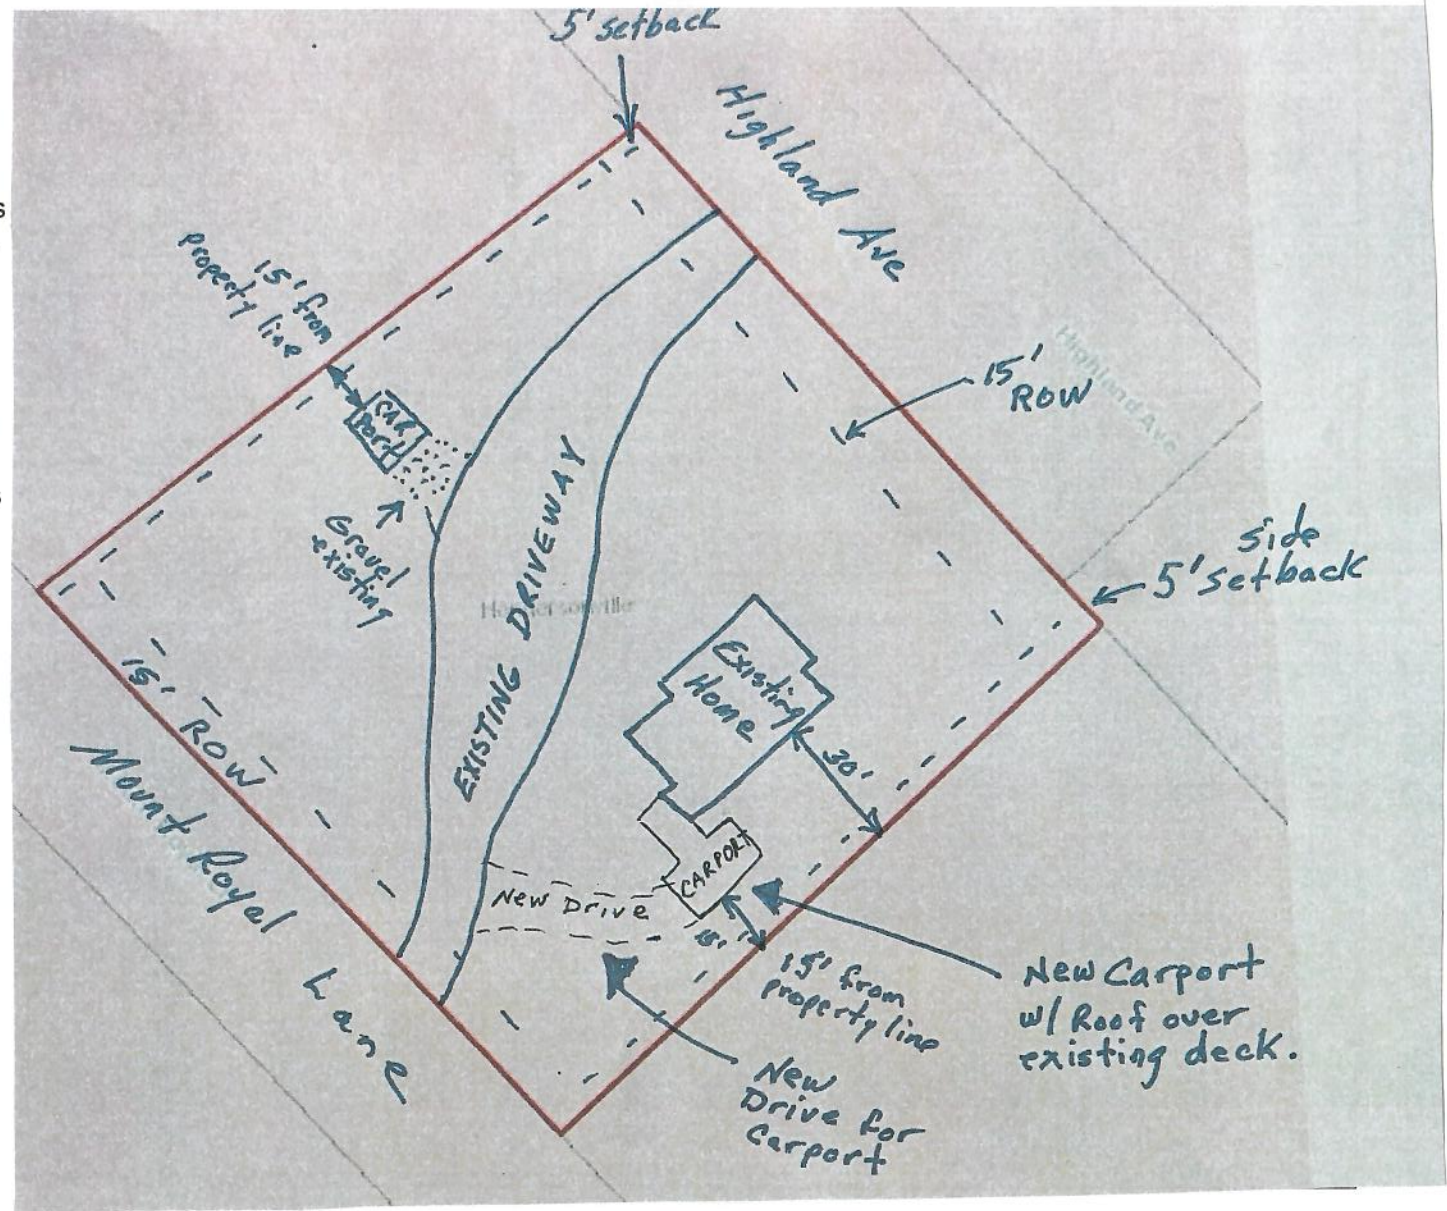 5' setback
Highland
Ave
15' from
property line
CAR
PORT
15'
ROW
Highland Ave
Gravel
existing
EXISTING DRIVEWAY
side
5' setback
Existing
Home
30'
15' ROW
Mount Royal
Lane
CARPORT
New Drive
15'
15' from
property line
New Carport
w/ Roof over
existing deck.
New
Drive for
Carport